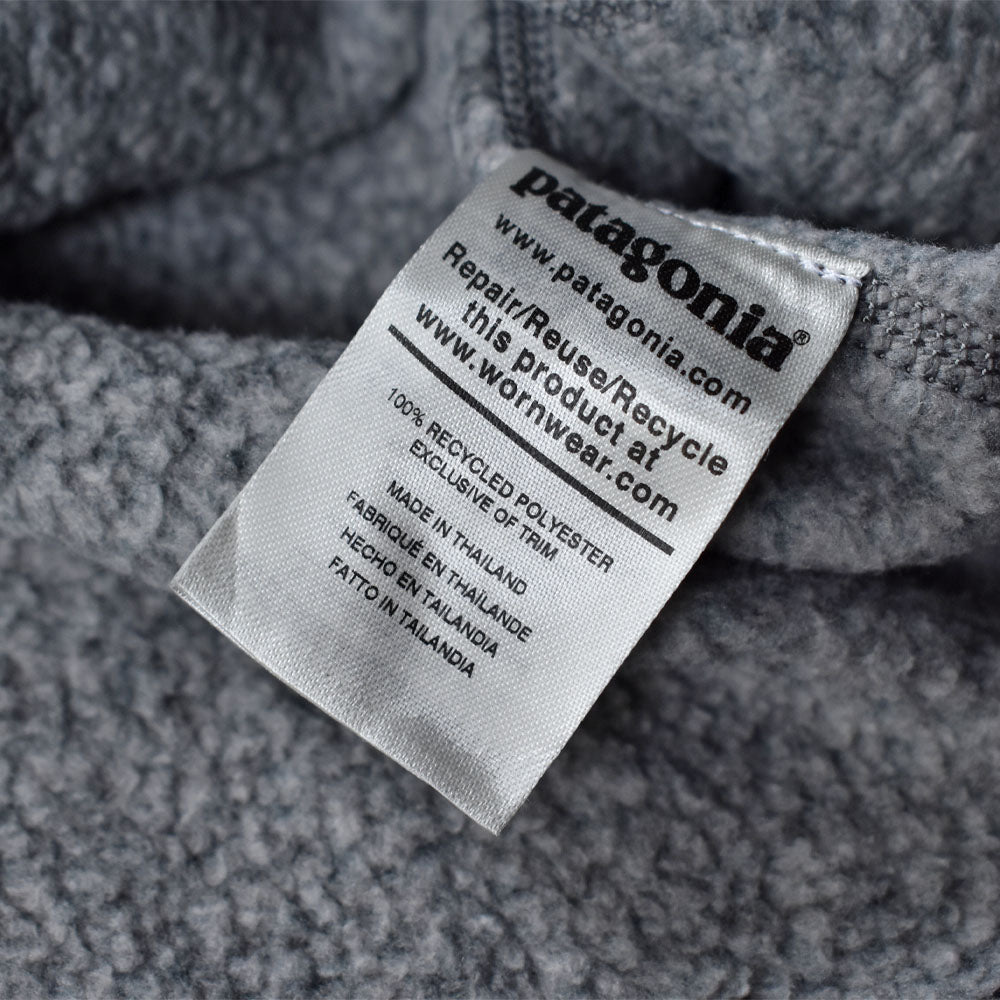 patagonia®
www.patagonia.com
Repair/Reuse/Recycle
this product at
www.wornwear.com
100% RECYCLED POLYESTER
EXCLUSIVE OF TRIM
MADE IN THAILAND
FABRIQUÉ EN THAILANDE
HECHO EN TAILANDIA
FATTO IN TAILANDIA